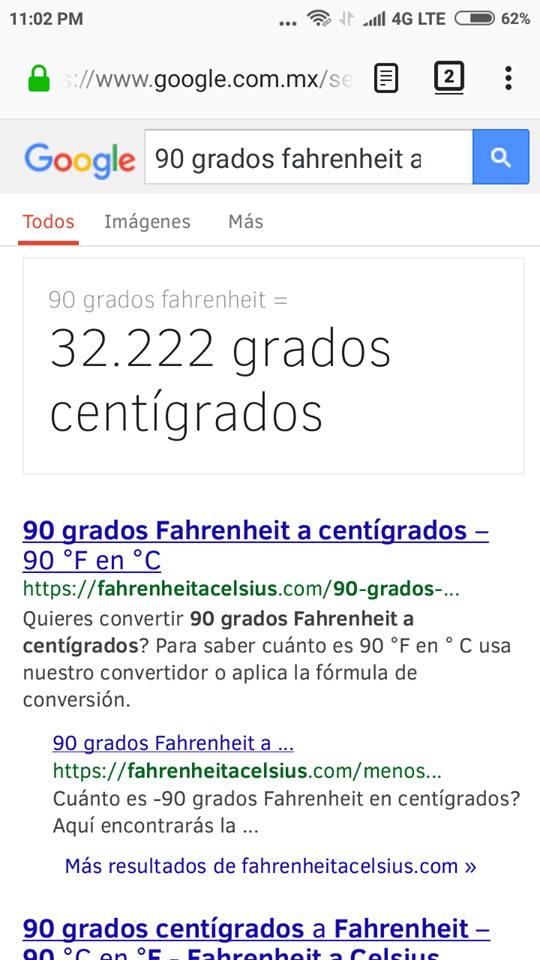 11:02 PM ... 4G LTE 62%
s://www.google.com.mx/se 2
Google 90 grados fahrenheit a
Todos Imágenes Más
90 grados fahrenheit =
32.222 grados
centígrados
90 grados Fahrenheit a centígrados –
90 °F en °C
https://fahrenheitacelsius.com/90-grados-...
Quieres convertir 90 grados Fahrenheit a
centígrados? Para saber cuánto es 90 °F en ° C usa
nuestro convertidor o aplica la fórmula de
conversión.
90 grados Fahrenheit a ...
https://fahrenheitacelsius.com/menos...
Cuánto es -90 grados Fahrenheit en centígrados?
Aquí encontrarás la ...
Más resultados de fahrenheitacelsius.com »
90 grados centígrados a Fahrenheit –
90 °C en °F - Fahrenheit a Celsius